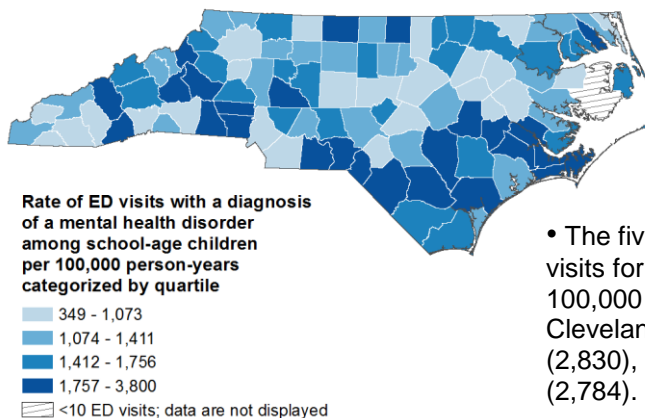 Rate of ED visits with a diagnosis
of a mental health disorder
among school-age children
per 100,000 person-years
categorized by quartile
349 - 1,073
1,074 - 1,411
1,412 - 1,756
1,757 - 3,800
<10 ED visits; data are not displayed
• The fiv
visits for
100,000
Clevelan
(2,830),
(2,784).